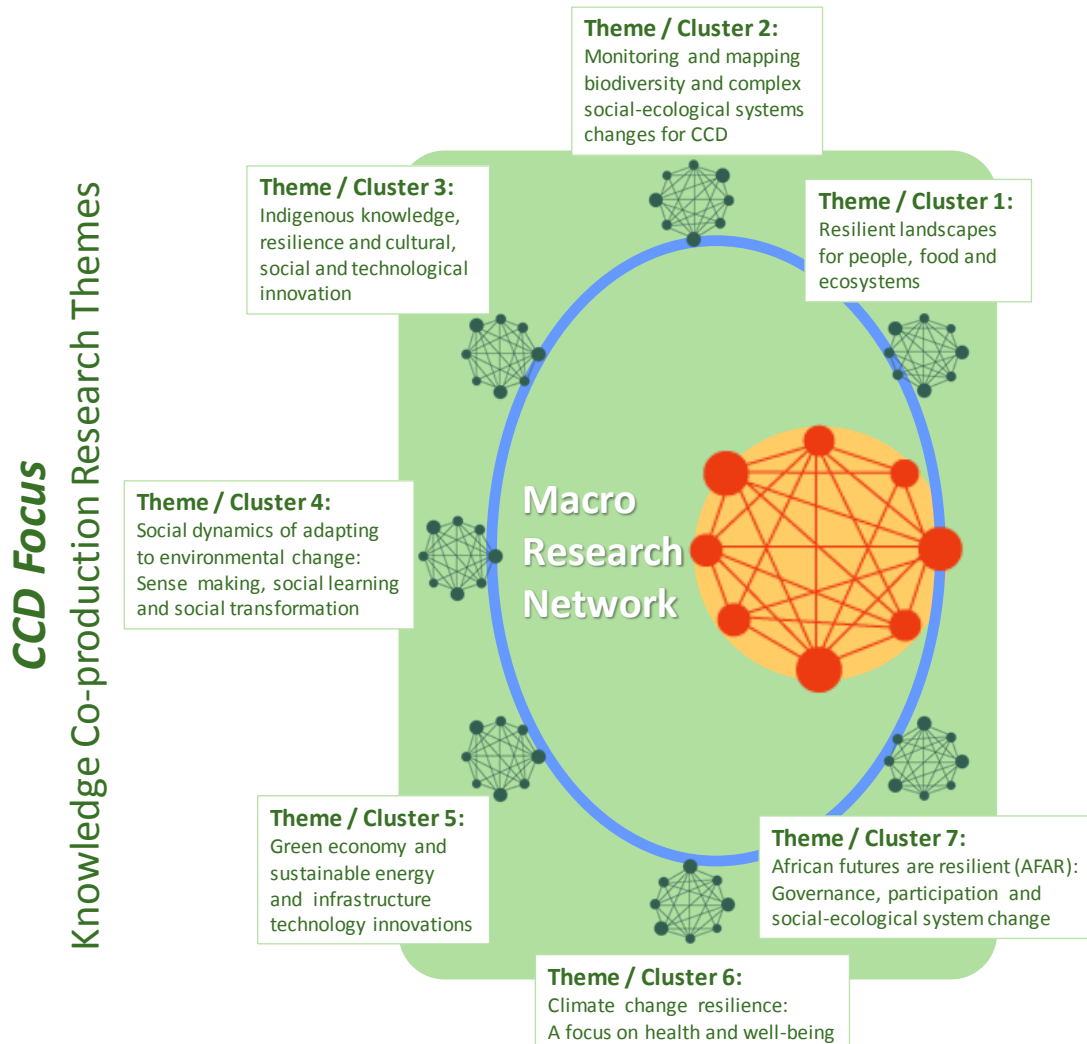 CCD Focus
Knowledge Co-production Research Themes
Theme / Cluster 2:
Monitoring and mapping
biodiversity and complex
social-ecological systems
changes for CCD
Theme / Cluster 3:
Indigenous knowledge,
resilience and cultural,
social and technological
innovation
Theme / Cluster 1:
Resilient landscapes
for people, food and
ecosystems
Theme / Cluster 4:
Social dynamics of adapting
to environmental change:
Sense making, social learning
and social transformation
Macro
Research
Network
Theme / Cluster 5:
Green economy and
sustainable energy
and infrastructure
technology innovations
Theme / Cluster 7:
African futures are resilient (AFAR):
Governance, participation and
social-ecological system change
Theme / Cluster 6:
Climate change resilience:
A focus on health and well-being